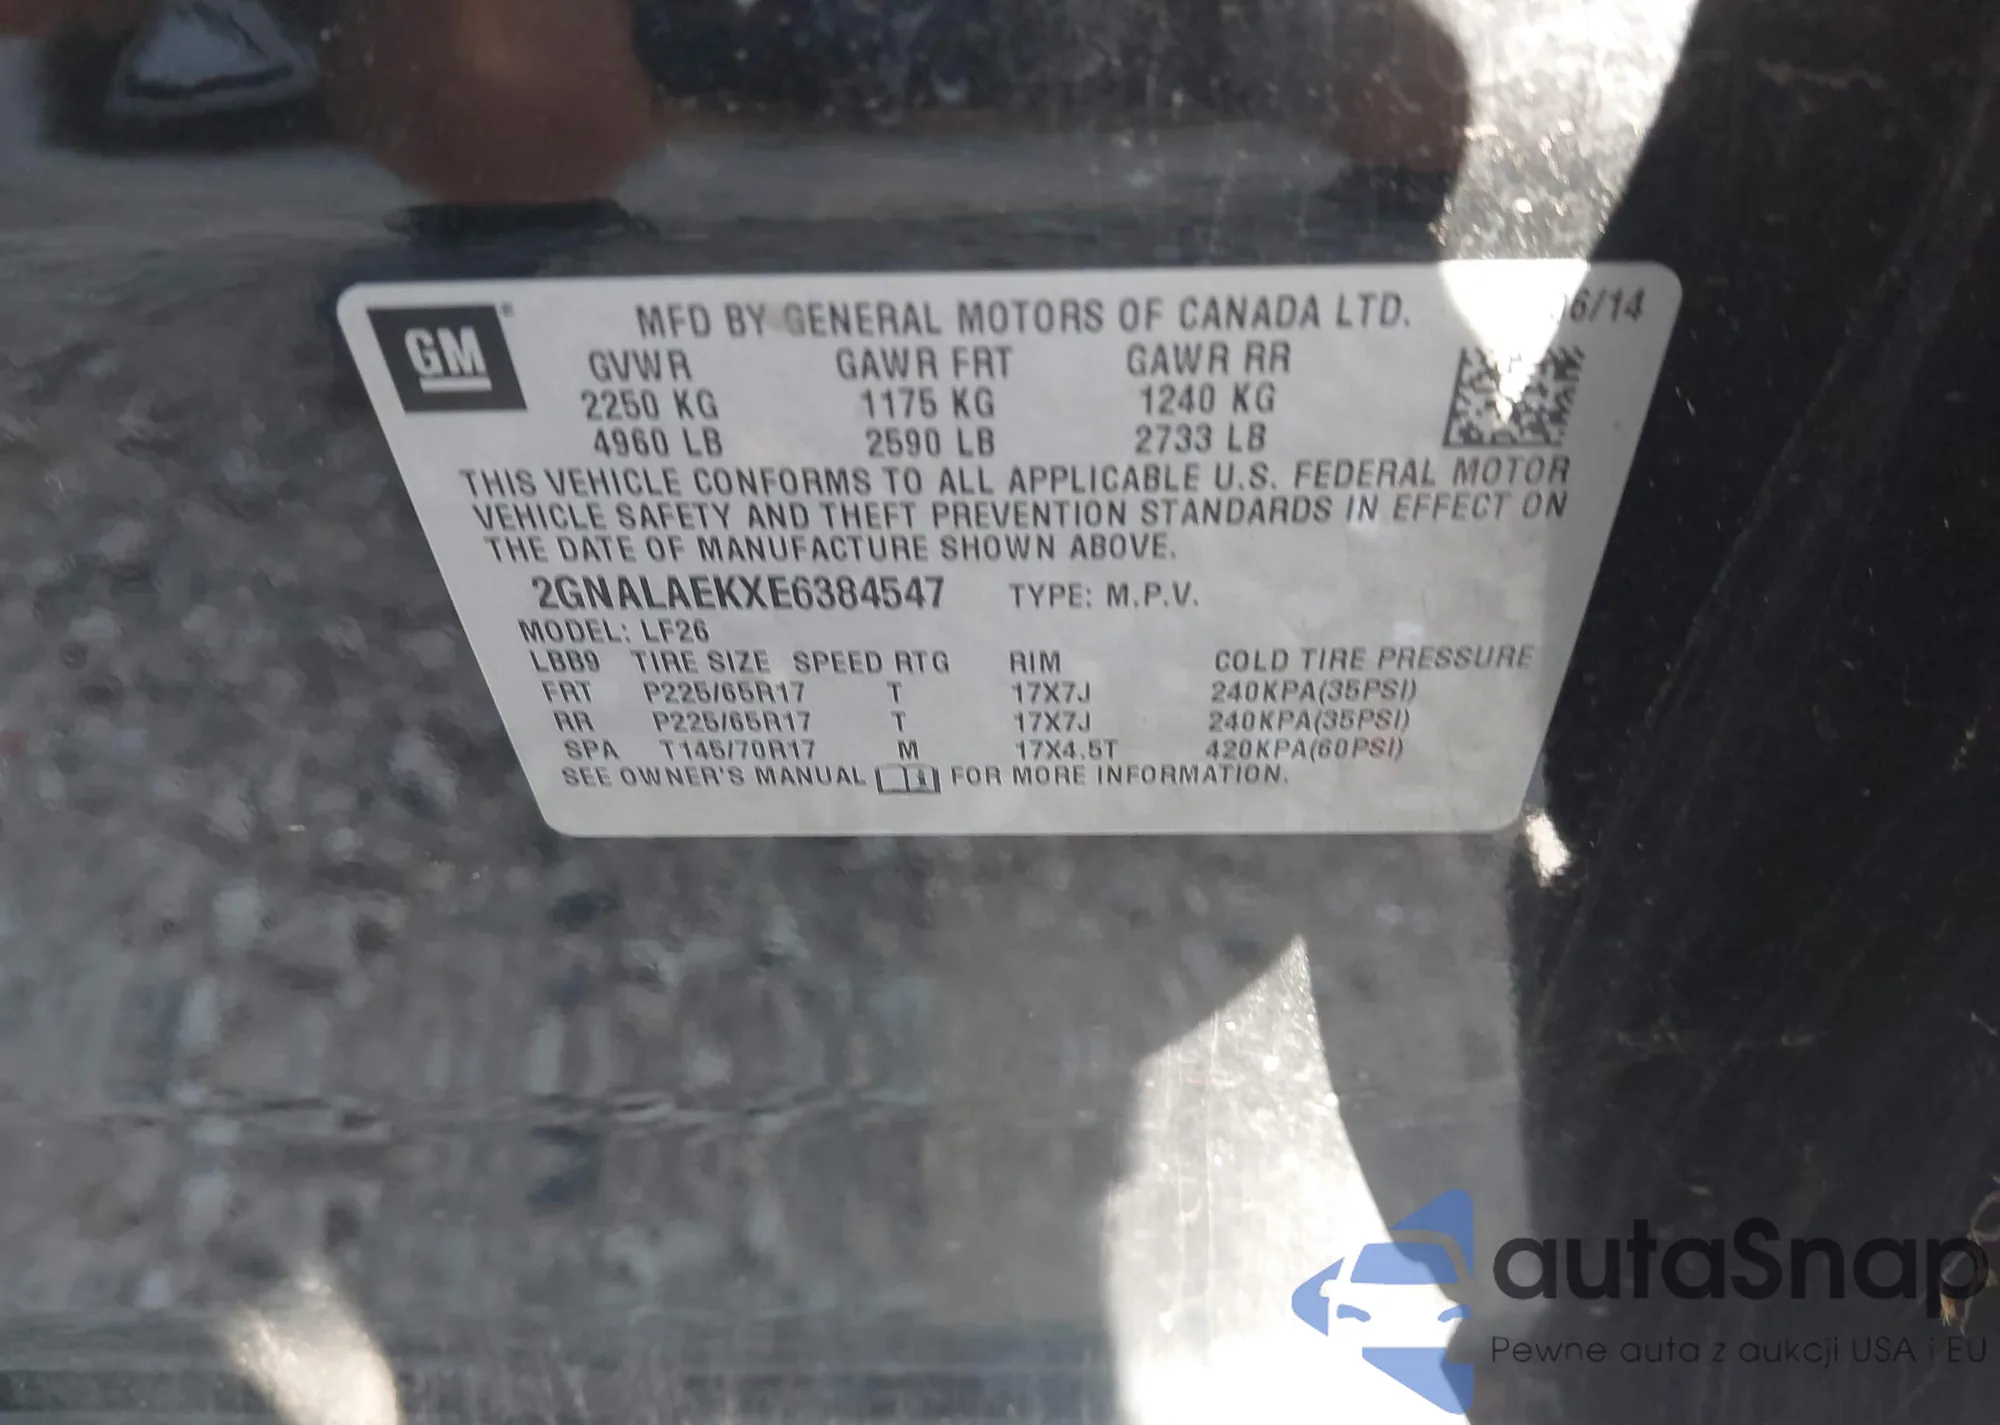 GM ®
MFD BY GENERAL MOTORS OF CANADA LTD. 06/14
GVWR GAWR FRT GAWR RR
2250 KG 1175 KG 1240 KG
4960 LB 2590 LB 2733 LB
THIS VEHICLE CONFORMS TO ALL APPLICABLE U.S. FEDERAL MOTOR
VEHICLE SAFETY AND THEFT PREVENTION STANDARDS IN EFFECT ON
THE DATE OF MANUFACTURE SHOWN ABOVE.
2GNALAEKXE6384547 TYPE: M.P.V.
MODEL: LF26
LBB9 TIRE SIZE SPEED RTG RIM COLD TIRE PRESSURE
FRT P225/65R17 T 17X7J 240KPA(35PSI)
RR P225/65R17 T 17X7J 240KPA(35PSI)
SPA T145/70R17 M 17X4.5T 420KPA(60PSI)
SEE OWNER'S MANUAL FOR MORE INFORMATION.
autaSnap
Pewne auta z aukcji USA i EU